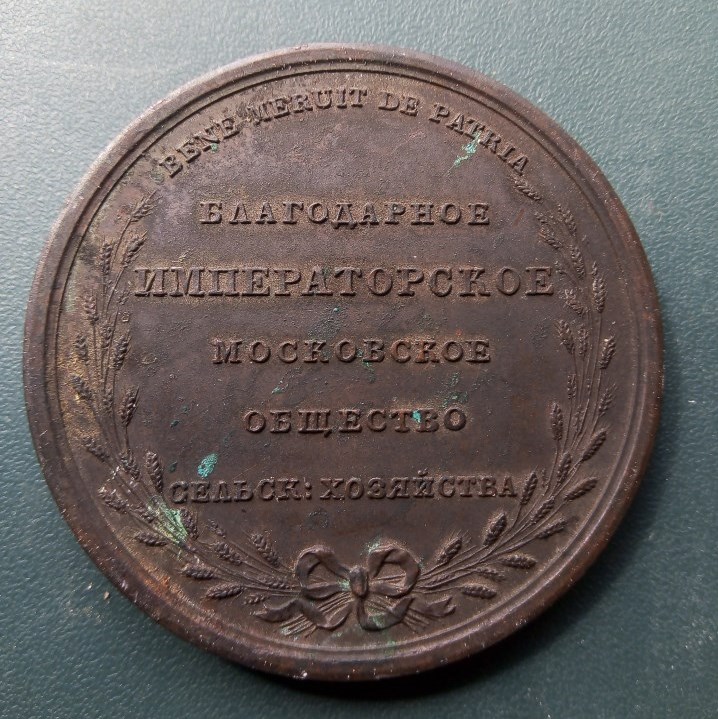 BENE MERUIT DE PATRIA
БЛАГОДАРНОЕ
ИМПЕРАТОРСКОЕ
МОСКОВСКОЕ
ОБЩЕСТВО
СЕЛЬСК: ХОЗЯЙСТВА